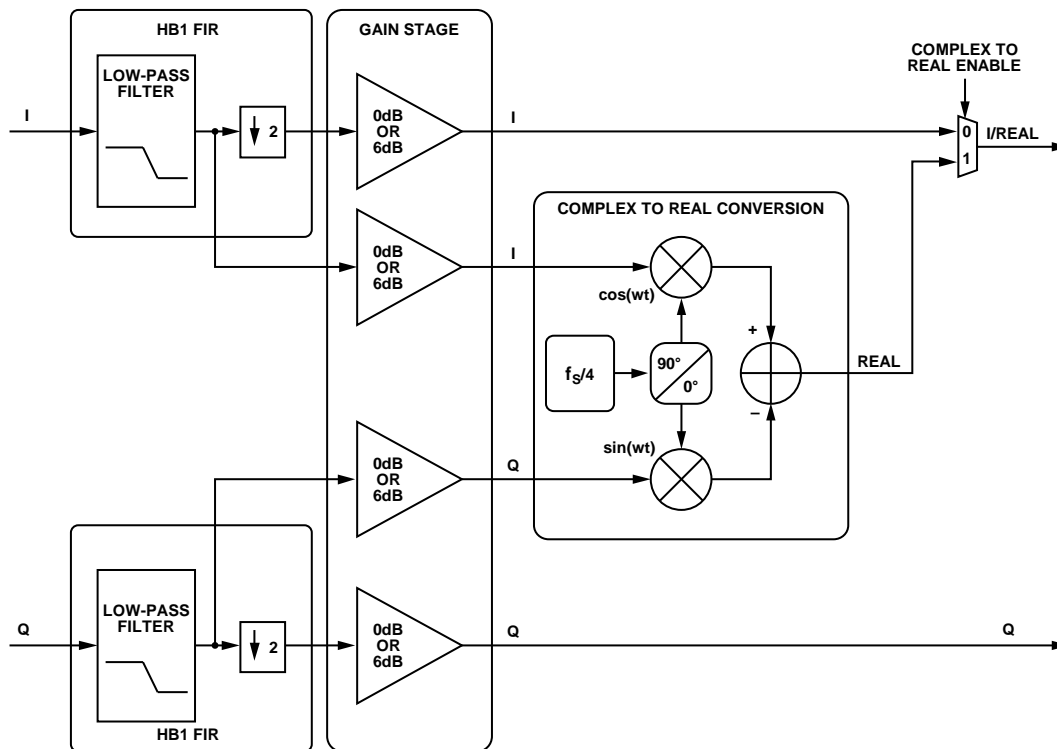 HB1 FIR
GAIN STAGE
LOW-PASS
FILTER
I
2
0dB
OR
6dB
I
COMPLEX TO
REAL ENABLE
0
1
I/REAL
0dB
OR
6dB
I
COMPLEX TO REAL CONVERSION
cos(wt)
fS/4
90°
0°
+
–
REAL
sin(wt)
0dB
OR
6dB
Q
Q
LOW-PASS
FILTER
2
HB1 FIR
0dB
OR
6dB
Q
Q